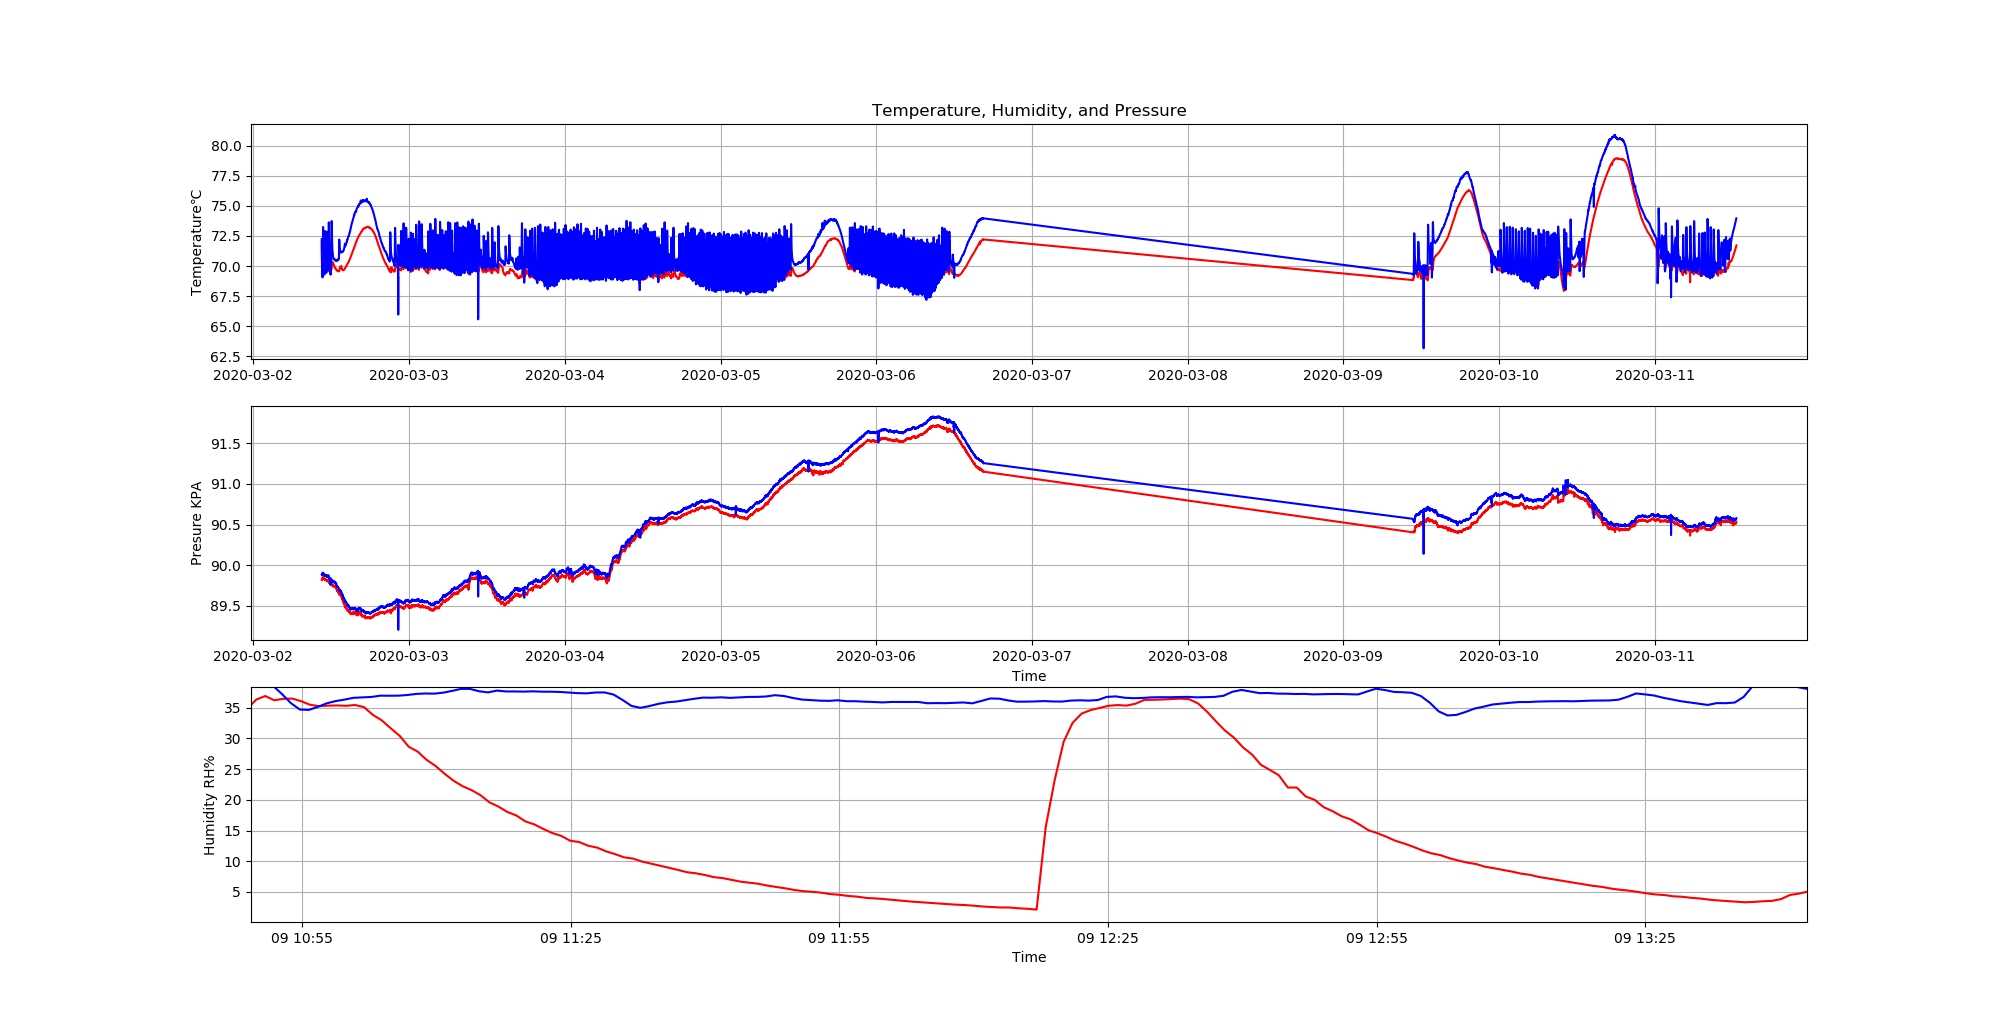 Temperature, Humidity, and Pressure
Temperature°C
80.0
77.5
75.0
72.5
70.0
67.5
65.0
62.5
2020-03-02 2020-03-03 2020-03-04 2020-03-05 2020-03-06 2020-03-07 2020-03-08 2020-03-09 2020-03-10 2020-03-11
Presure KPA
91.5
91.0
90.5
90.0
89.5
2020-03-02 2020-03-03 2020-03-04 2020-03-05 2020-03-06 2020-03-07 2020-03-08 2020-03-09 2020-03-10 2020-03-11
Time
Humidity RH%
35
30
25
20
15
10
5
09 10:55 09 11:25 09 11:55 09 12:25 09 12:55 09 13:25
Time